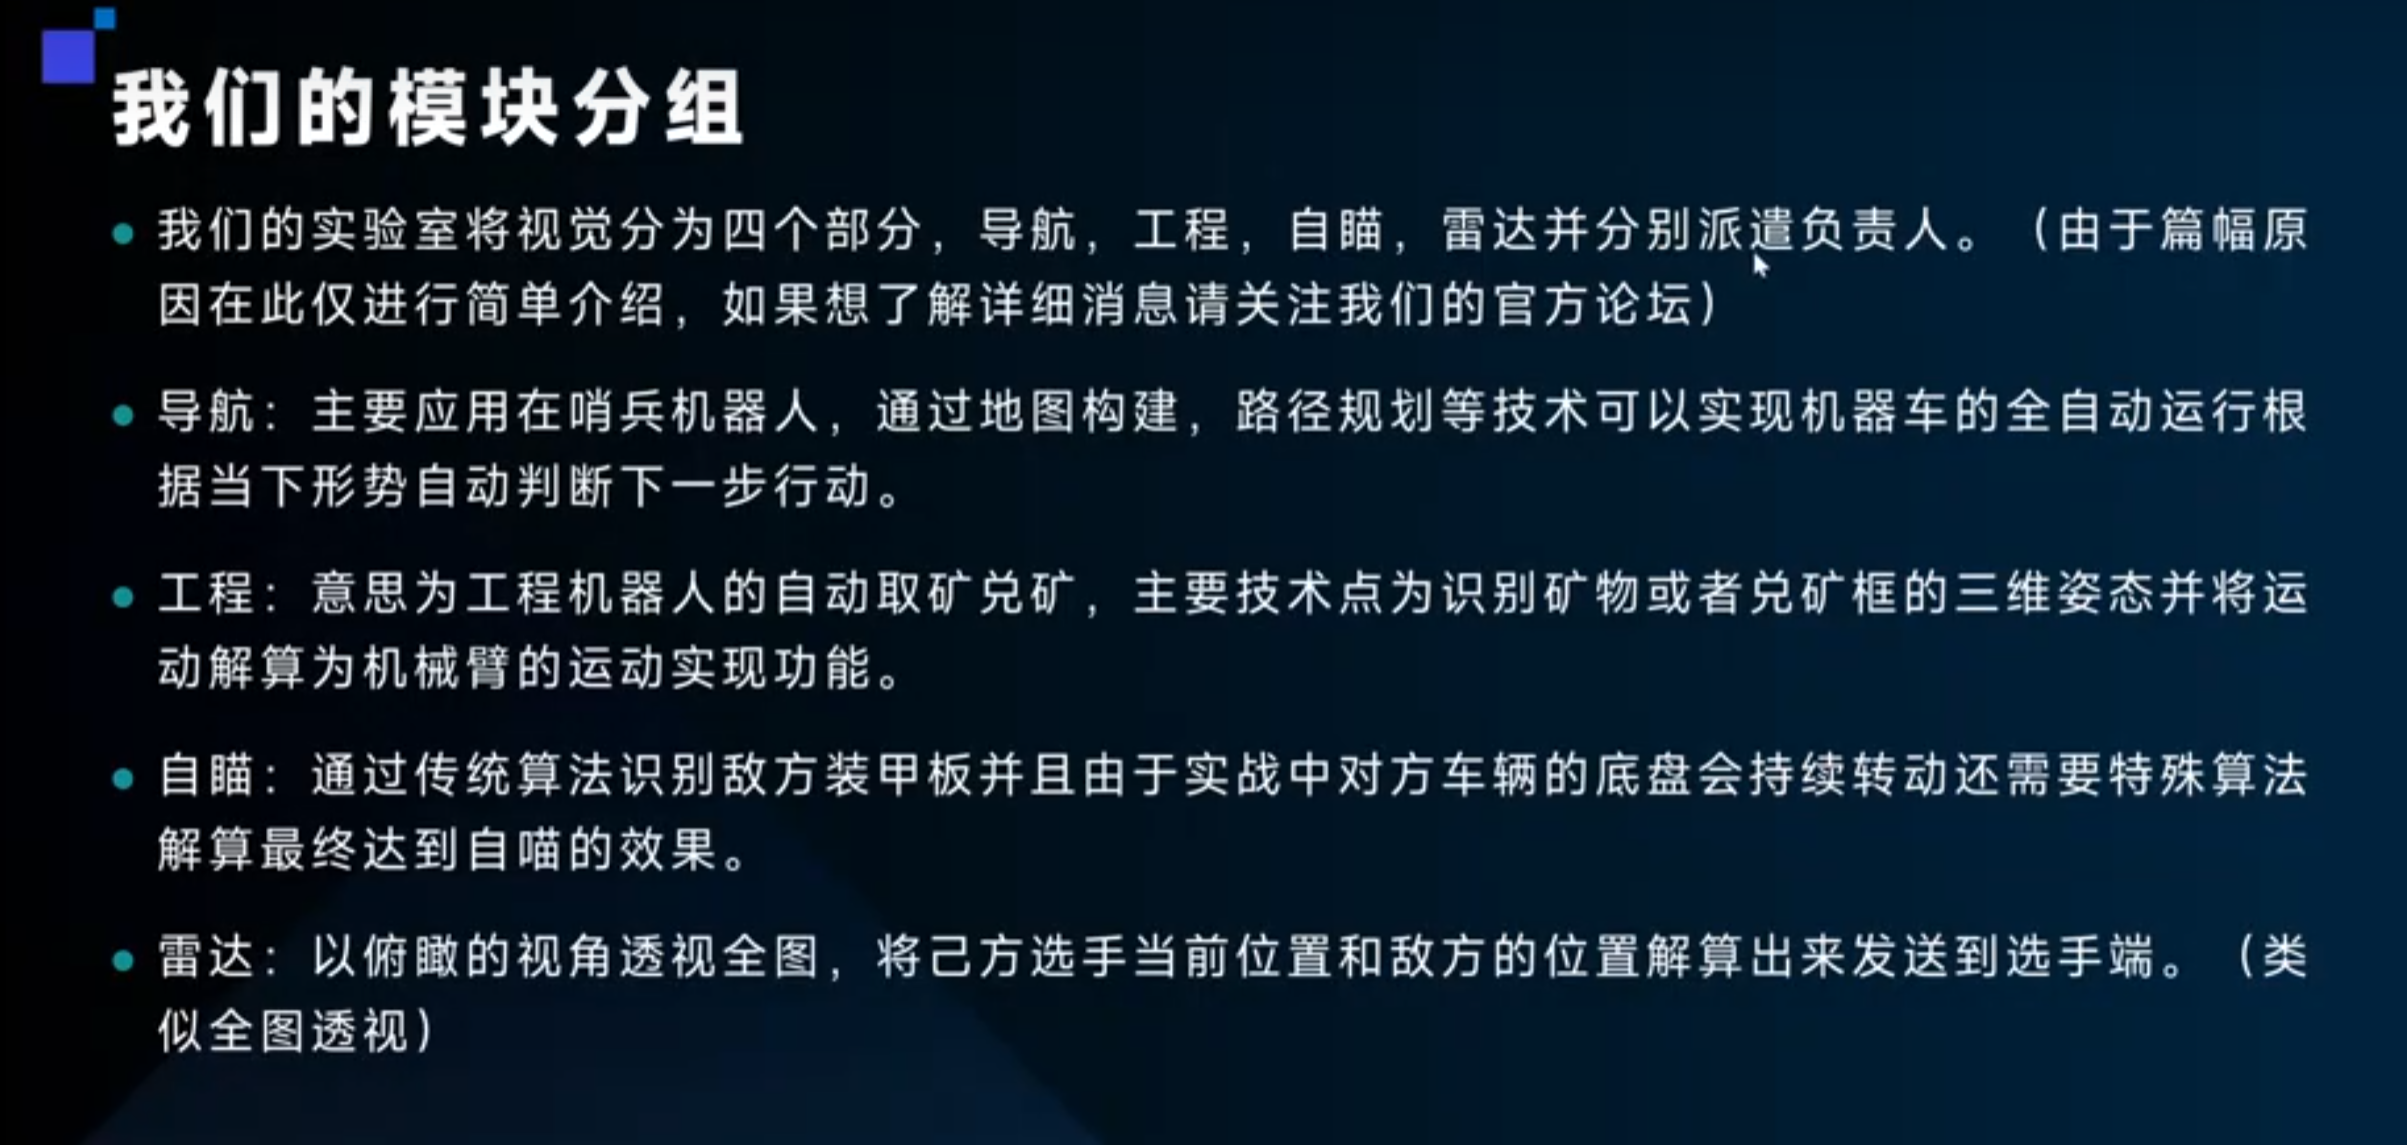 我们的模块分组
我们的实验室将视觉分为四个部分，导航，工程，自瞄，雷达并分别派遣负责人。（由于篇幅原
因在此仅进行简单介绍，如果想了解详细消息请关注我们的官方论坛）
导航：主要应用在哨兵机器人，通过地图构建，路径规划等技术可以实现机器车的全自动运行根
据当下形势自动判断下一步行动。
工程：意思为工程机器人的自动取矿兑矿，主要技术点为识别矿物或者兑矿框的三维姿态并将运
动解算为机械臂的运动实现功能。
自瞄：通过传统算法识别敌方装甲板并且由于实战中对方车辆的底盘会持续转动还需要特殊算法
解算最终达到自喵的效果。
雷达：以俯瞰的视角透视全图，将己方选手当前位置和敌方的位置解算出来发送到选手端。（类
似全图透视）